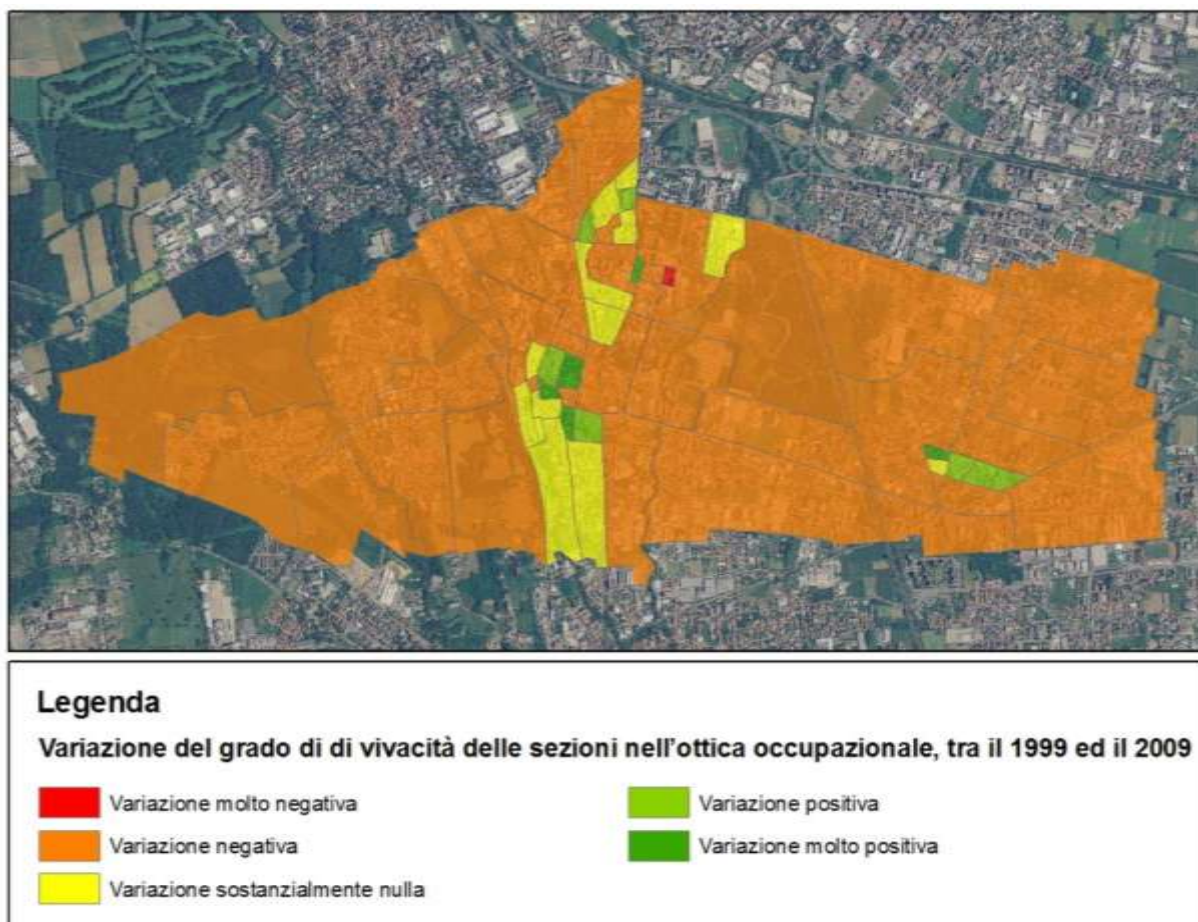 Legenda
Variazione del grado di di vivacità delle sezioni nell'ottica occupazionale, tra il 1999 ed il 2009
Variazione molto negativa
Variazione negativa
Variazione sostanzialmente nulla
Variazione positiva
Variazione molto positiva